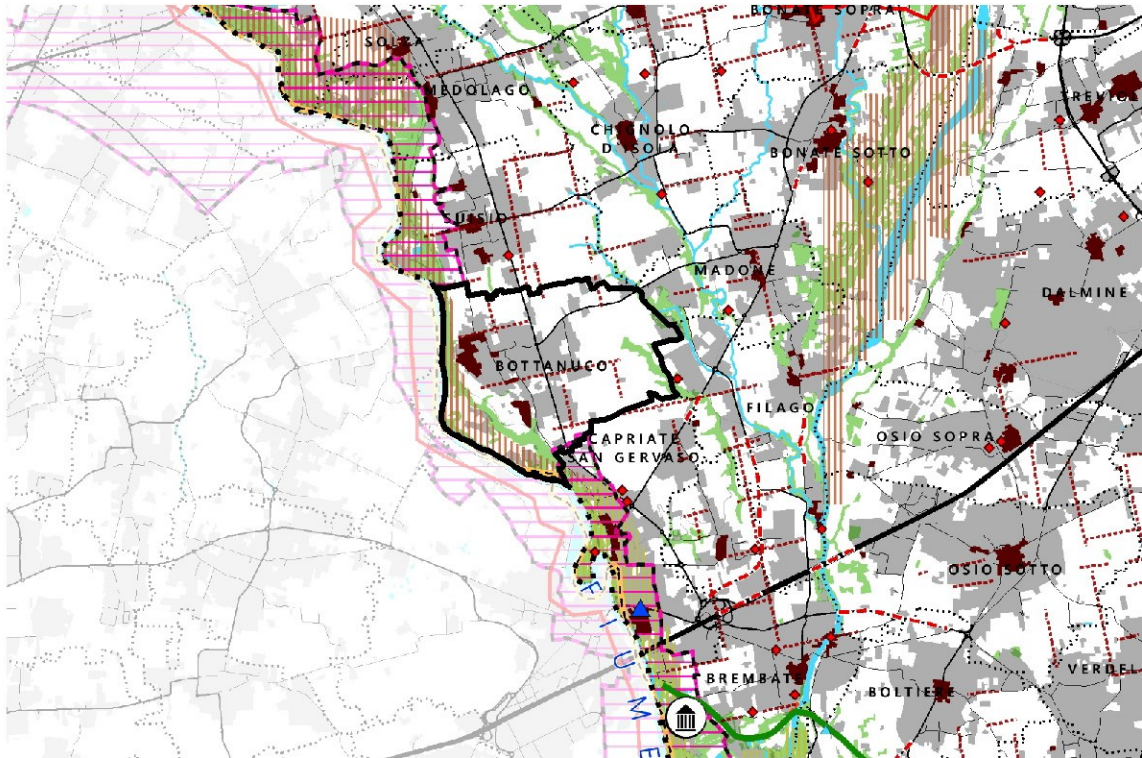 BONATE SOPRA
SOLZA
MEDOLAGO
TREVIOLO
CHIGNOLO
D'ISOLA
BONATE SOTTO
SUISIO
MADONE
DALMINE
BOTTANUCO
FILAGO
CAPRIATE
SAN GERVASO
OSIO SOPRA
OSIO SOTTO
FIUME
BREMBATE
BOLTIERE
VERDEL